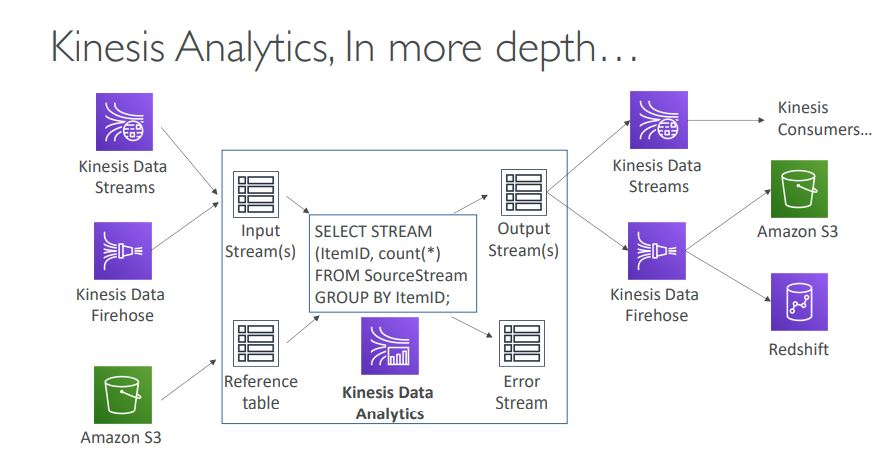 Kinesis Analytics, In more depth…
Kinesis Data
Streams
Kinesis Data
Firehose
Amazon S3
Input
Stream(s)
Reference
table
SELECT STREAM
(ItemID, count(*)
FROM SourceStream
GROUP BY ItemID;
Kinesis Data
Analytics
Output
Stream(s)
Error
Stream
Kinesis Data
Streams
Kinesis Data
Firehose
Kinesis
Consumers…
Amazon S3
Redshift